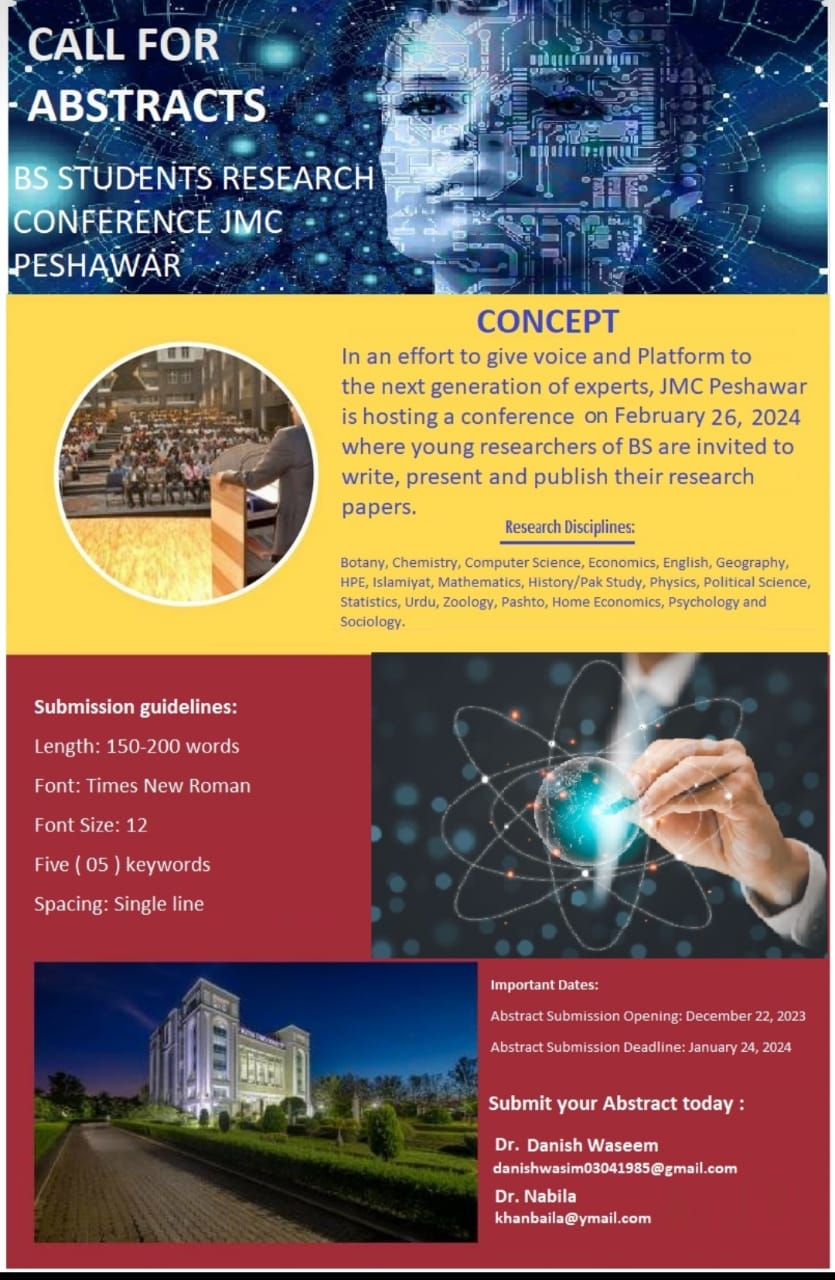 CALL FOR
ABSTRACTS
BS STUDENTS RESEARCH
CONFERENCE JMC
PESHAWAR
CONCEPT
In an effort to give voice and Platform to
the next generation of experts, JMC Peshawar
is hosting a conference on February 26, 2024
where young researchers of BS are invited to
write, present and publish their research
papers.
Research Disciplines:
Botany, Chemistry, Computer Science, Economics, English, Geography,
HPE, Islamiyat, Mathematics, History/Pak Study, Physics, Political Science,
Statistics, Urdu, Zoology, Pashto, Home Economics, Psychology and
Sociology.
Submission guidelines:
Length: 150-200 words
Font: Times New Roman
Font Size: 12
Five ( 05 ) keywords
Spacing: Single line
Important Dates:
Abstract Submission Opening: December 22, 2023
Abstract Submission Deadline: January 24, 2024
Submit your Abstract today :
Dr. Danish Waseem
danishwasim03041985@gmail.com
Dr. Nabila
khanbaila@ymail.com